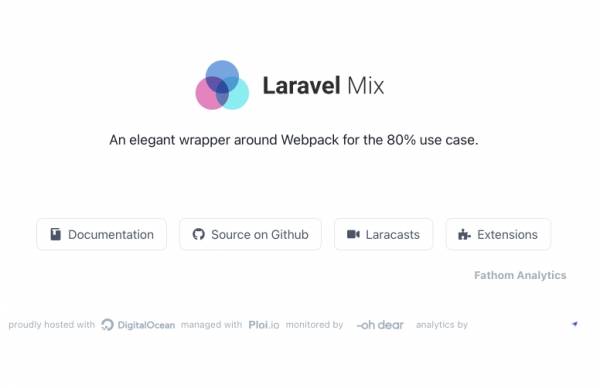 Laravel Mix
An elegant wrapper around Webpack for the 80% use case.
Documentation Source on Github Laracasts Extensions
Fathom Analytics
proudly hosted with DigitalOcean managed with Ploi.io monitored by -oh dear analytics by